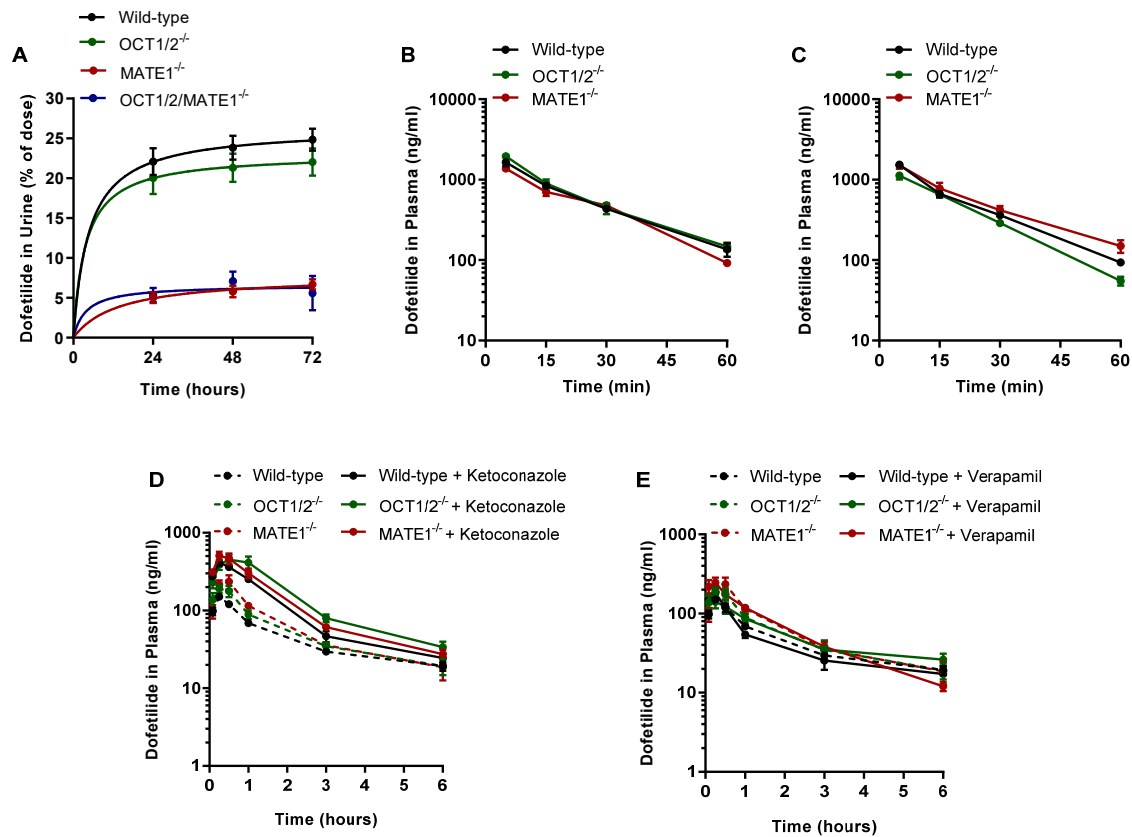 A
Wild-type
OCT1/2-/-
MATE1-/-
OCT1/2/MATE1-/-
Dofetilide in Urine (% of dose)
30
25
20
15
10
5
0
0 24 48 72
Time (hours)
B
Wild-type
OCT1/2-/-
MATE1-/-
Dofetilide in Plasma (ng/ml)
10000
1000
100
10
0 15 30 45 60
Time (min)
C
Wild-type
OCT1/2-/-
MATE1-/-
Dofetilide in Plasma (ng/ml)
10000
1000
100
10
0 15 30 45 60
Time (min)
D
Wild-type Wild-type + Ketoconazole
OCT1/2-/- OCT1/2-/- + Ketoconazole
MATE1-/- MATE1-/- + Ketoconazole
Dofetilide in Plasma (ng/ml)
1000
100
10
1
0 1 2 3 4 5 6
Time (hours)
E
Wild-type Wild-type + Verapamil
OCT1/2-/- OCT1/2-/- + Verapamil
MATE1-/- MATE1-/- + Verapamil
Dofetilide in Plasma (ng/ml)
1000
100
10
1
0 1 2 3 4 5 6
Time (hours)